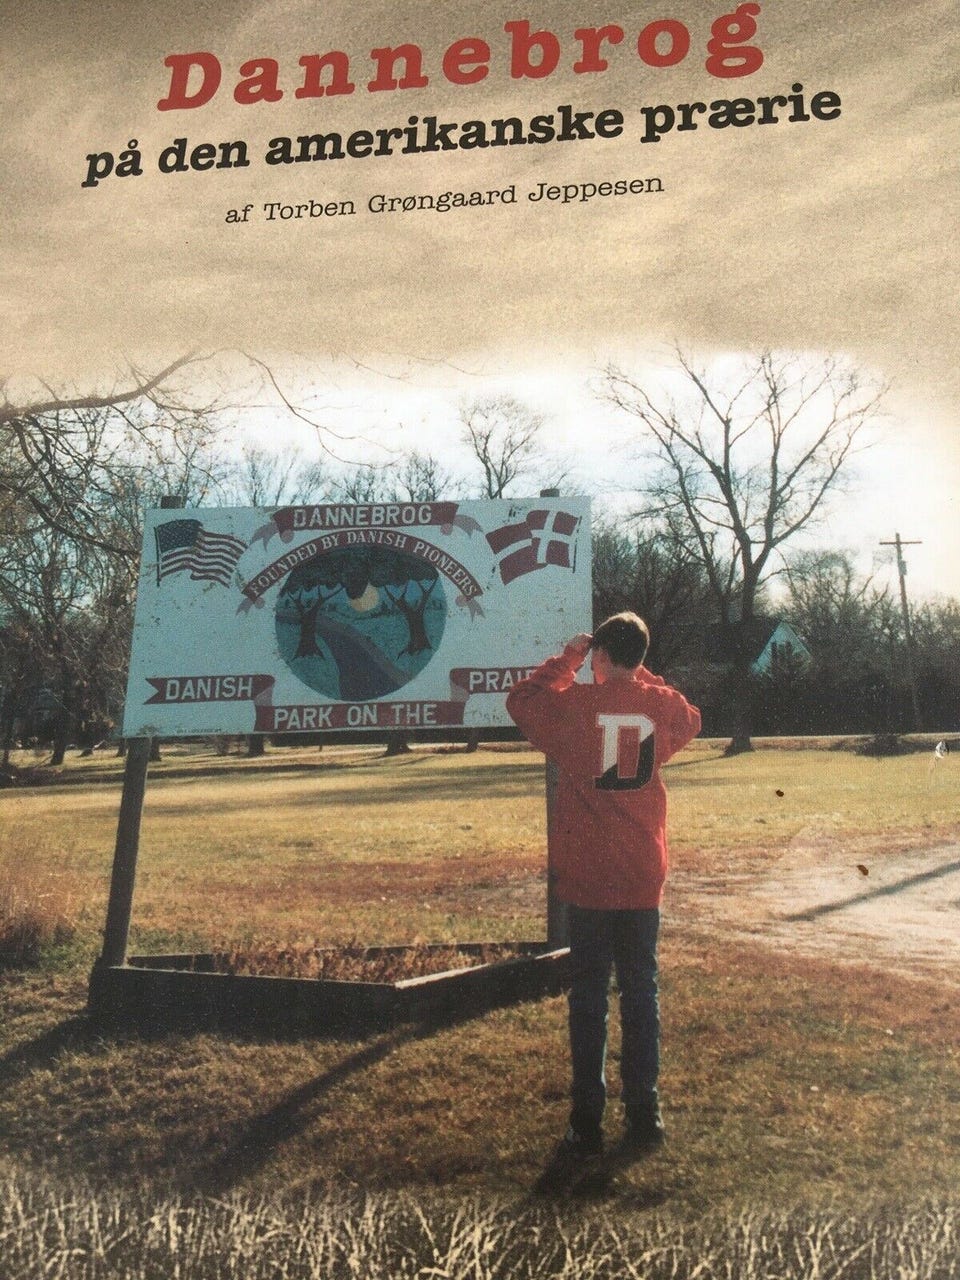 Dannebrog
på den amerikanske prærie
af Torben Grøngaard Jeppesen
DANNEBROG
FOUNDED BY DANISH PIONEERS
DANISH
PARK ON THE
D